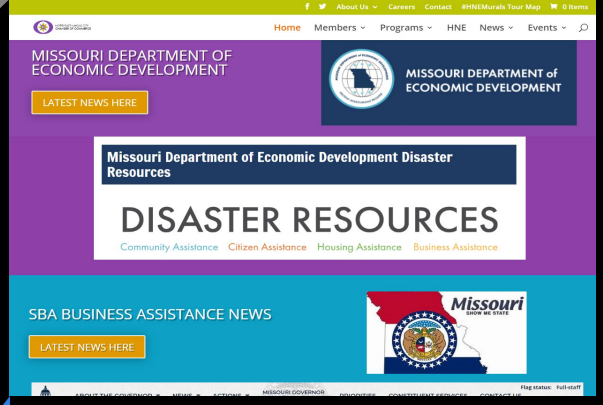 About Us Careers Contact #HNEMurals Tour Map 0 Items
CHAMBER OF COMMERCE
Home Members Programs HNE News Events
MISSOURI DEPARTMENT OF
ECONOMIC DEVELOPMENT
LATEST NEWS HERE
MISSOURI DEPARTMENT of
ECONOMIC DEVELOPMENT
Missouri Department of Economic Development Disaster
Resources
DISASTER RESOURCES
Community Assistance Citizen Assistance Housing Assistance Business Assistance
SBA BUSINESS ASSISTANCE NEWS
LATEST NEWS HERE
Missouri
SHOW ME STATE
Flag status: Full-staff
ABOUT THE GOVERNOR NEWS ACTIONS MISSOURI GOVERNOR PRIORITIES CONSTITUENT SERVICES CONTACT US